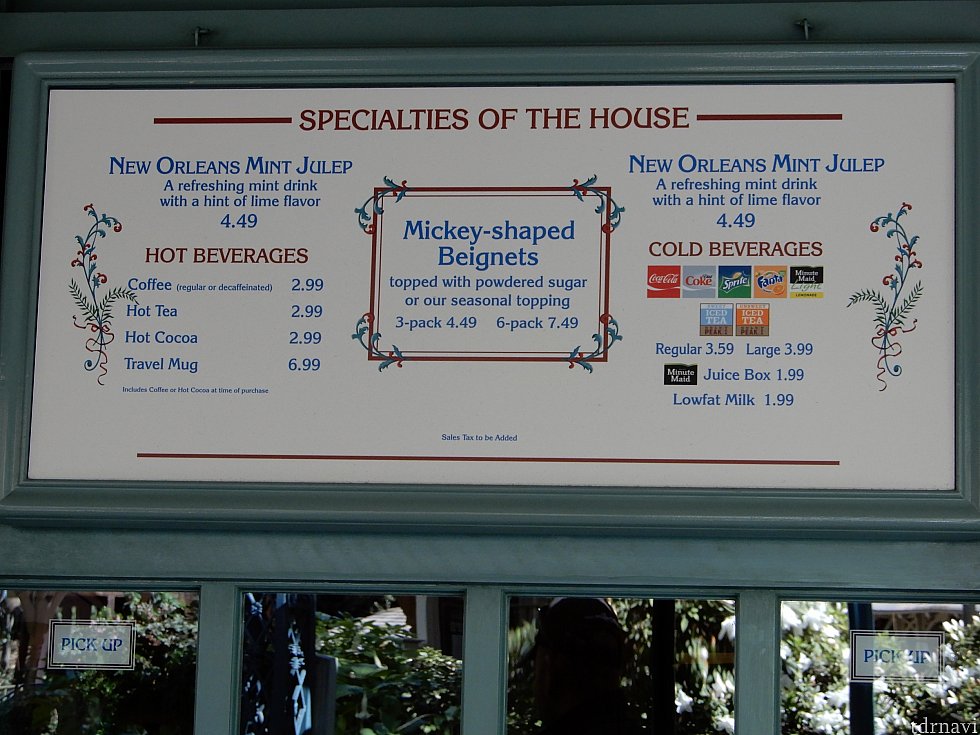 SPECIALTIES OF THE HOUSE
NEW ORLEANS MINT JULEP
A refreshing mint drink
with a hint of lime flavor
4.49
HOT BEVERAGES
Coffee (regular or decaffeinated) 2.99
Hot Tea 2.99
Hot Cocoa 2.99
Travel Mug 6.99
Includes Coffee or Hot Cocoa at time of purchase
Mickey-shaped
Beignets
topped with powdered sugar
or our seasonal topping
3-pack 4.49 6-pack 7.49
NEW ORLEANS MINT JULEP
A refreshing mint drink
with a hint of lime flavor
4.49
COLD BEVERAGES
Coca-Cola Coke Sprite Fanta Minute Maid Light LEMONADE
SWEET ICED TEA PEAK UNSWEET ICED TEA PEAK
Regular 3.59 Large 3.99
Minute Maid Juice Box 1.99
Lowfat Milk 1.99
Sales Tax to be Added
PICK UP
PICK UP
tdrnavi